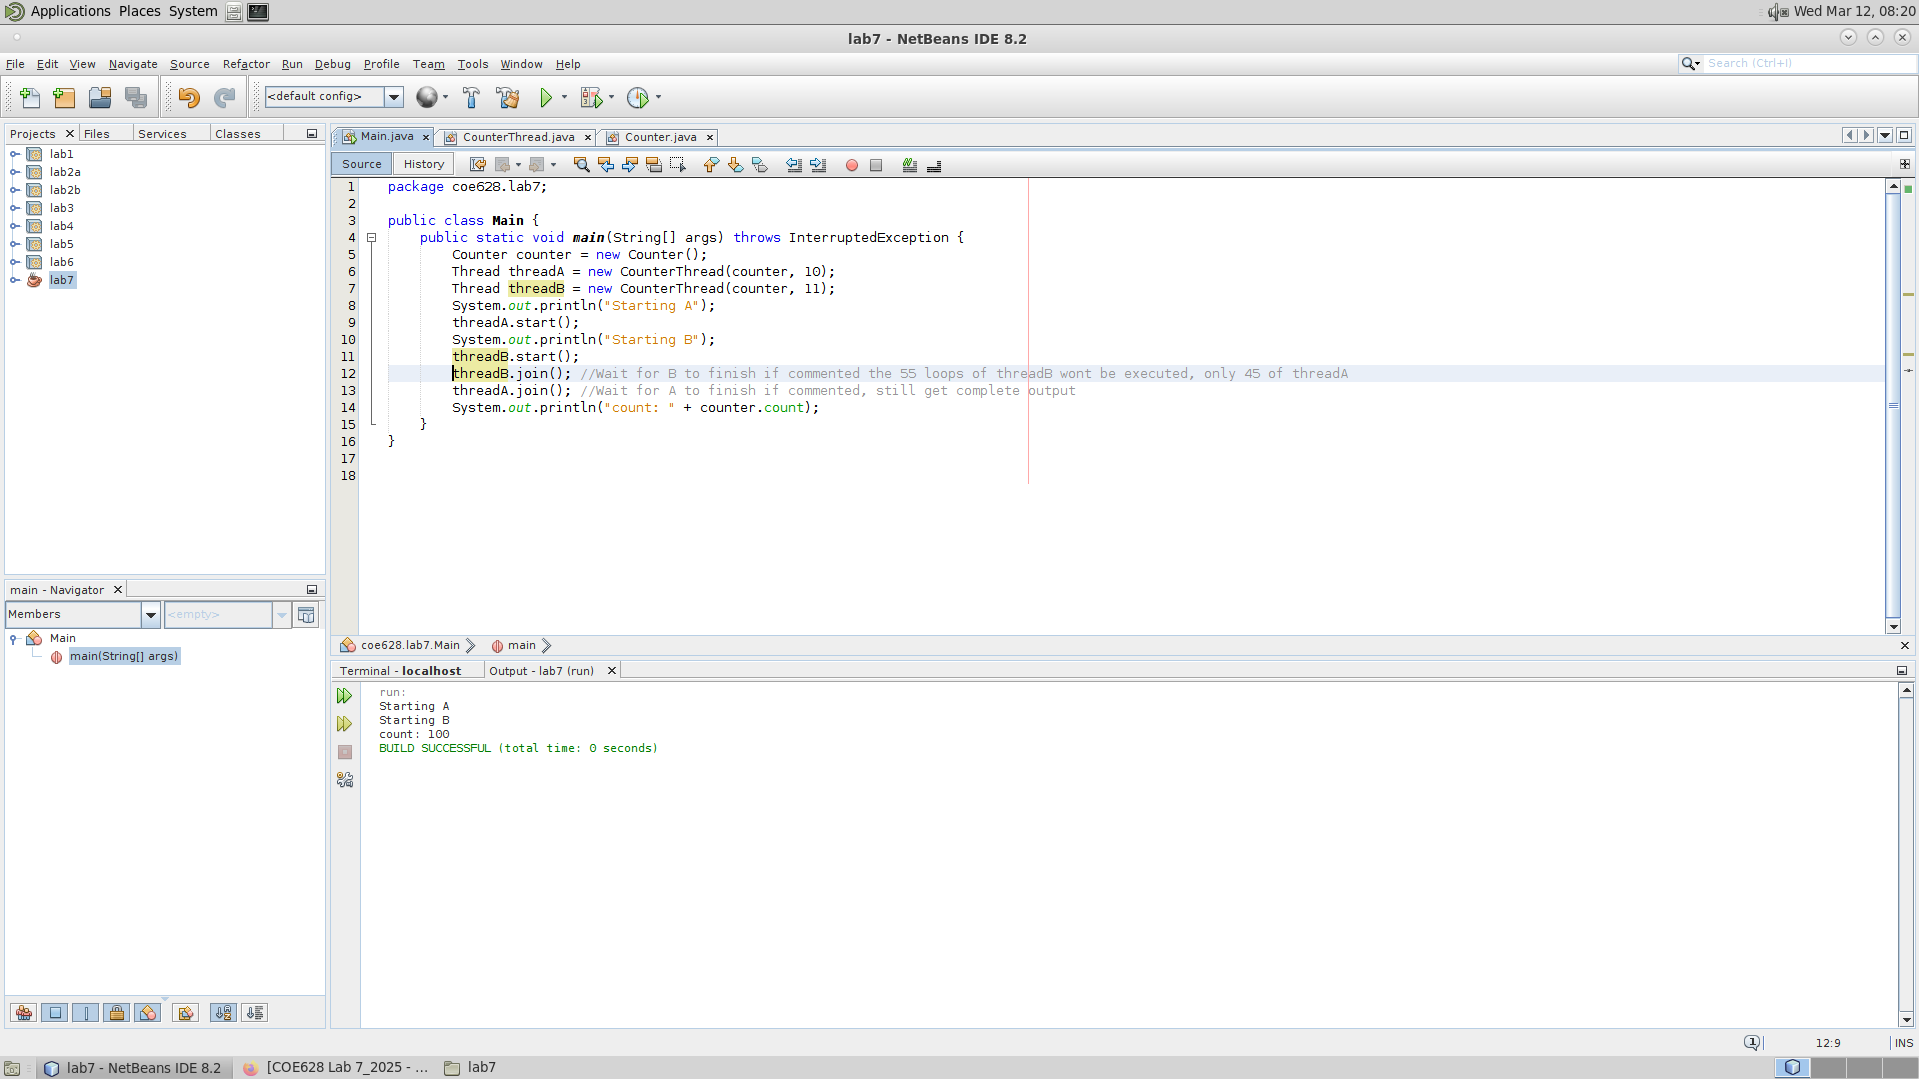 Applications Places System
Wed Mar 12, 08:20
lab7 - NetBeans IDE 8.2
File Edit View Navigate Source Refactor Run Debug Profile Team Tools Window Help
Search (Ctrl+I)
<default config>
Projects Files Services Classes
lab1
lab2a
lab2b
lab3
lab4
lab5
lab6
lab7
Main.java CounterThread.java Counter.java
Source History
1 package coe628.lab7;
2
3 public class Main {
4 public static void main(String[] args) throws InterruptedException {
5 Counter counter = new Counter();
6 Thread threadA = new CounterThread(counter, 10);
7 Thread threadB = new CounterThread(counter, 11);
8 System.out.println("Starting A");
9 threadA.start();
10 System.out.println("Starting B");
11 threadB.start();
12 threadB.join(); //Wait for B to finish if commented the 55 loops of threadB wont be executed, only 45 of threadA
13 threadA.join(); //Wait for A to finish if commented, still get complete output
14 System.out.println("count: " + counter.count);
15 }
16 }
17
18
coe628.lab7.Main main
main - Navigator
Members <empty>
Main
main(String[] args)
Terminal - localhost Output - lab7 (run)
run:
Starting A
Starting B
count: 100
BUILD SUCCESSFUL (total time: 0 seconds)
1 12:9 INS
lab7 - NetBeans IDE 8.2 [COE628 Lab 7_2025 - ... lab7